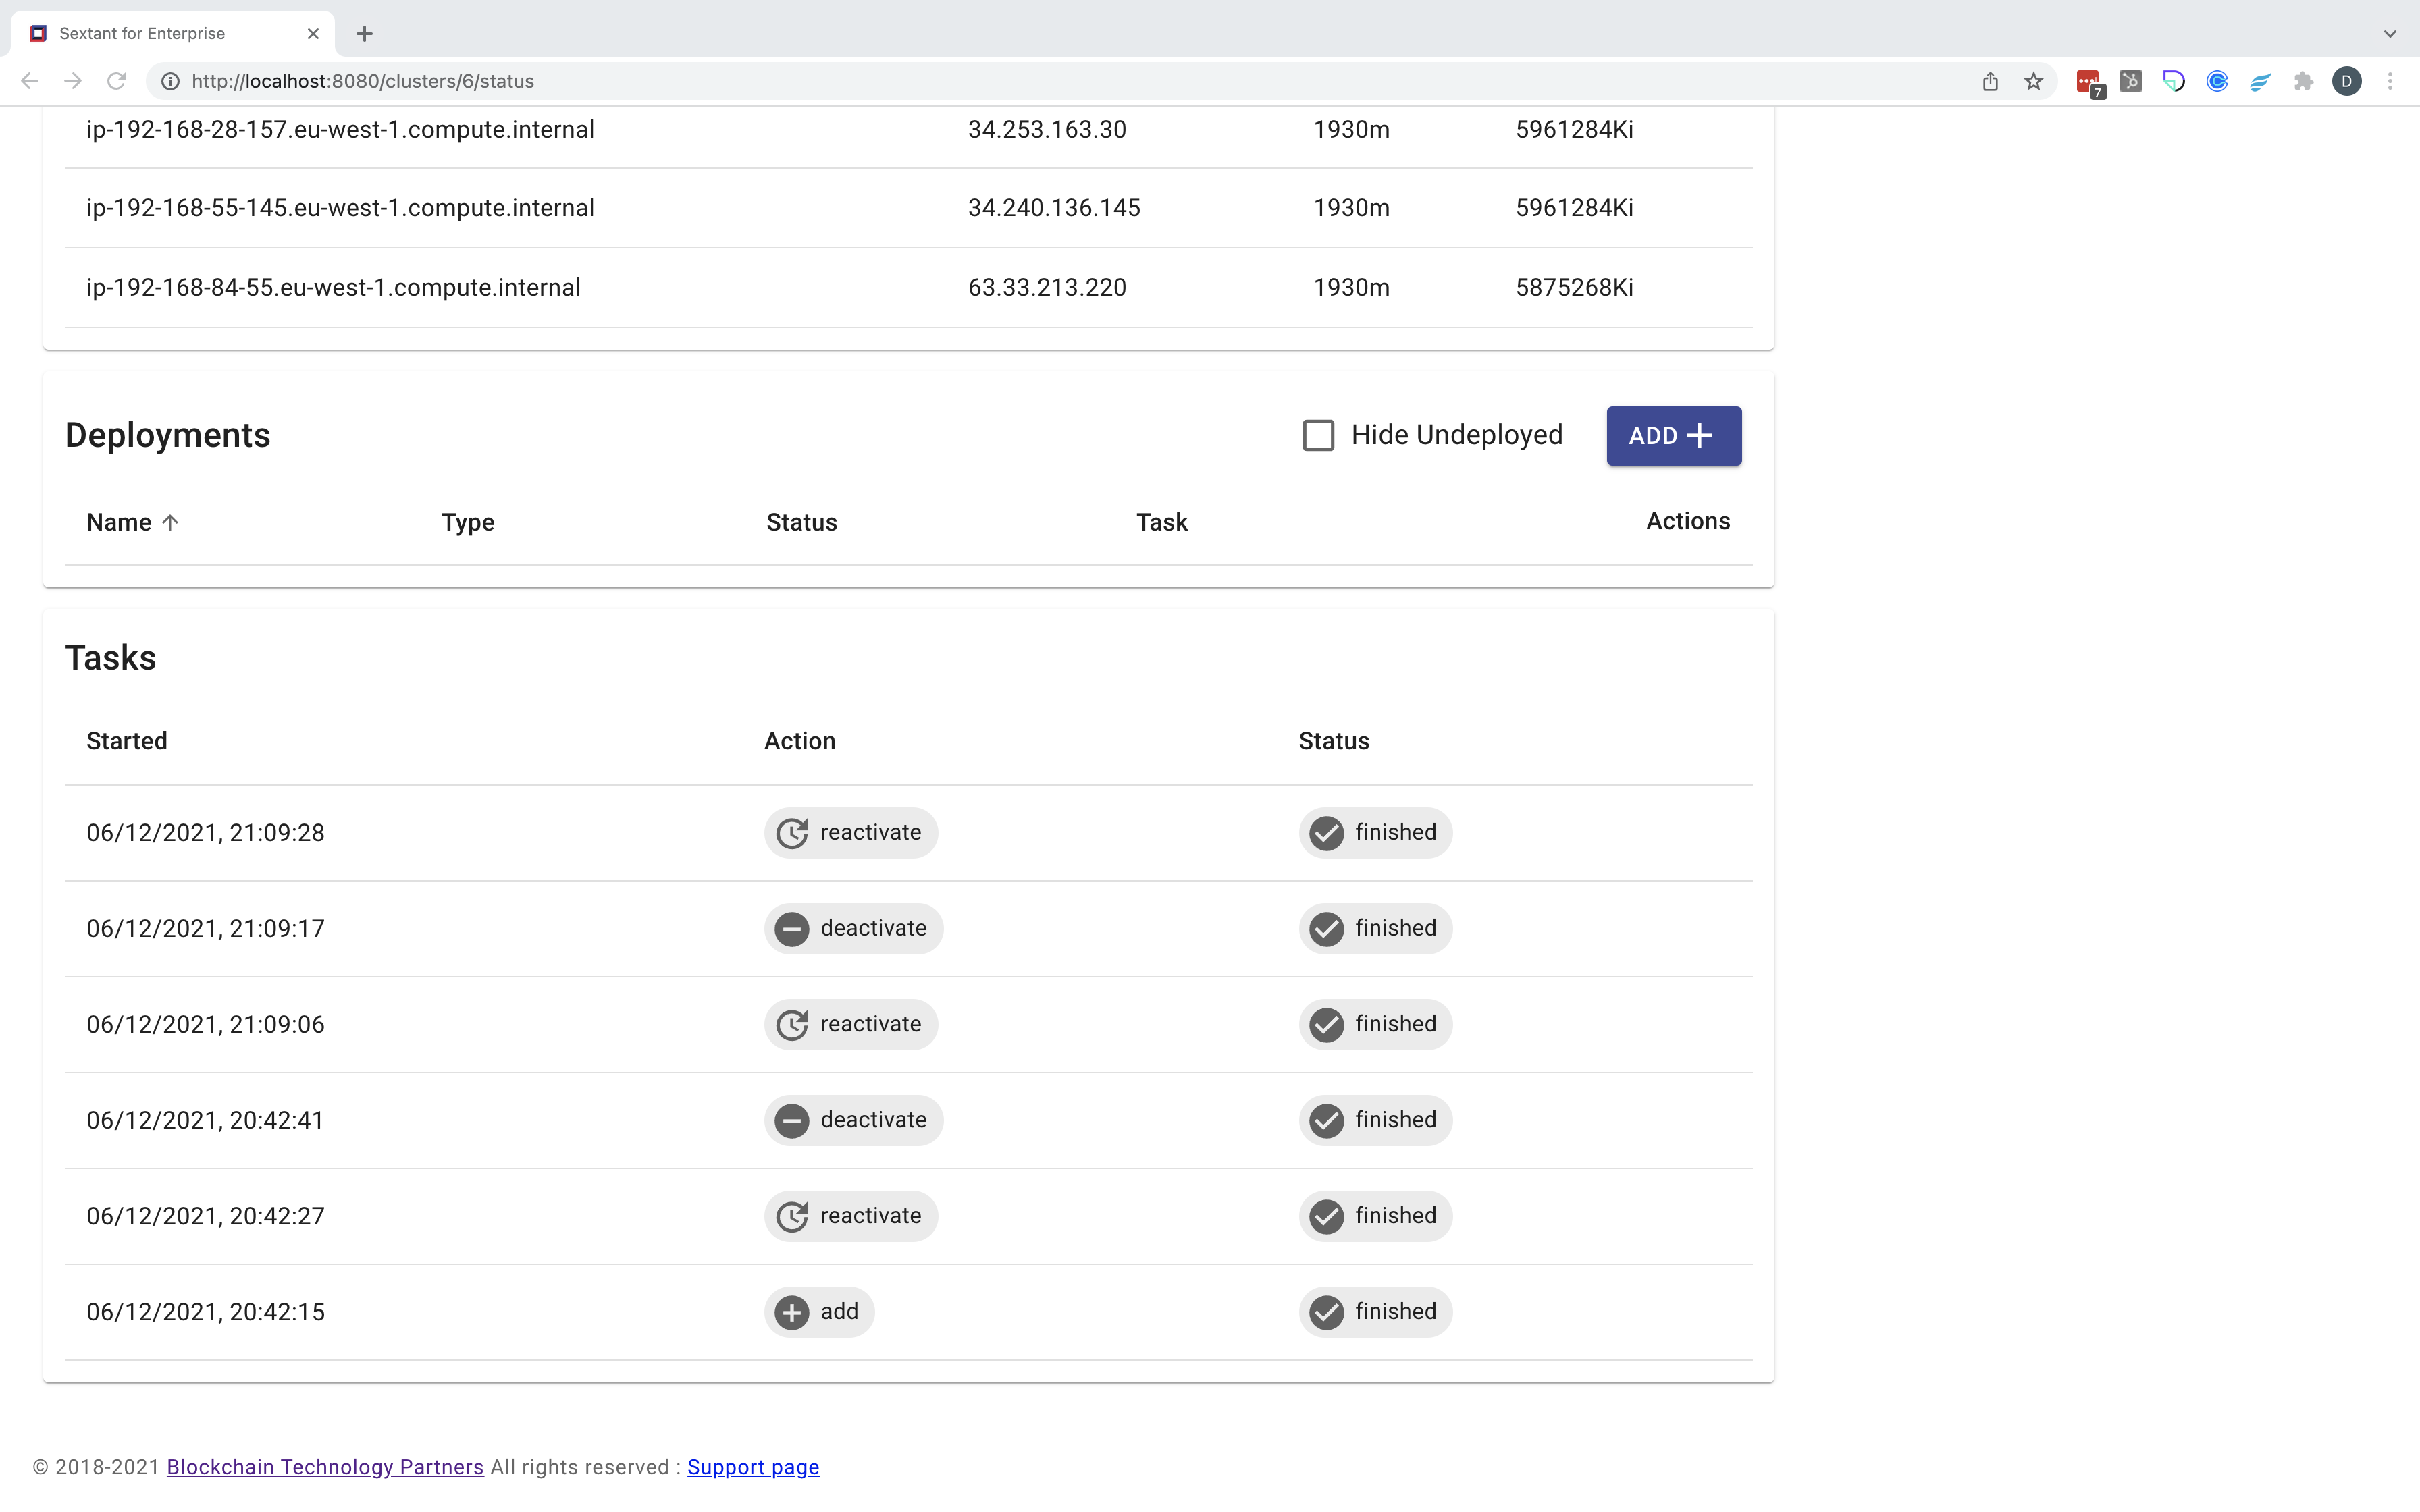 Sextant for Enterprise
http://localhost:8080/clusters/6/status
7
D
ip-192-168-28-157.eu-west-1.compute.internal 34.253.163.30 1930m 5961284Ki
ip-192-168-55-145.eu-west-1.compute.internal 34.240.136.145 1930m 5961284Ki
ip-192-168-84-55.eu-west-1.compute.internal 63.33.213.220 1930m 5875268Ki
Deployments Hide Undeployed ADD
Name Type Status Task Actions
Tasks
Started Action Status
06/12/2021, 21:09:28 reactivate finished
06/12/2021, 21:09:17 deactivate finished
06/12/2021, 21:09:06 reactivate finished
06/12/2021, 20:42:41 deactivate finished
06/12/2021, 20:42:27 reactivate finished
06/12/2021, 20:42:15 add finished
© 2018-2021 Blockchain Technology Partners All rights reserved : Support page